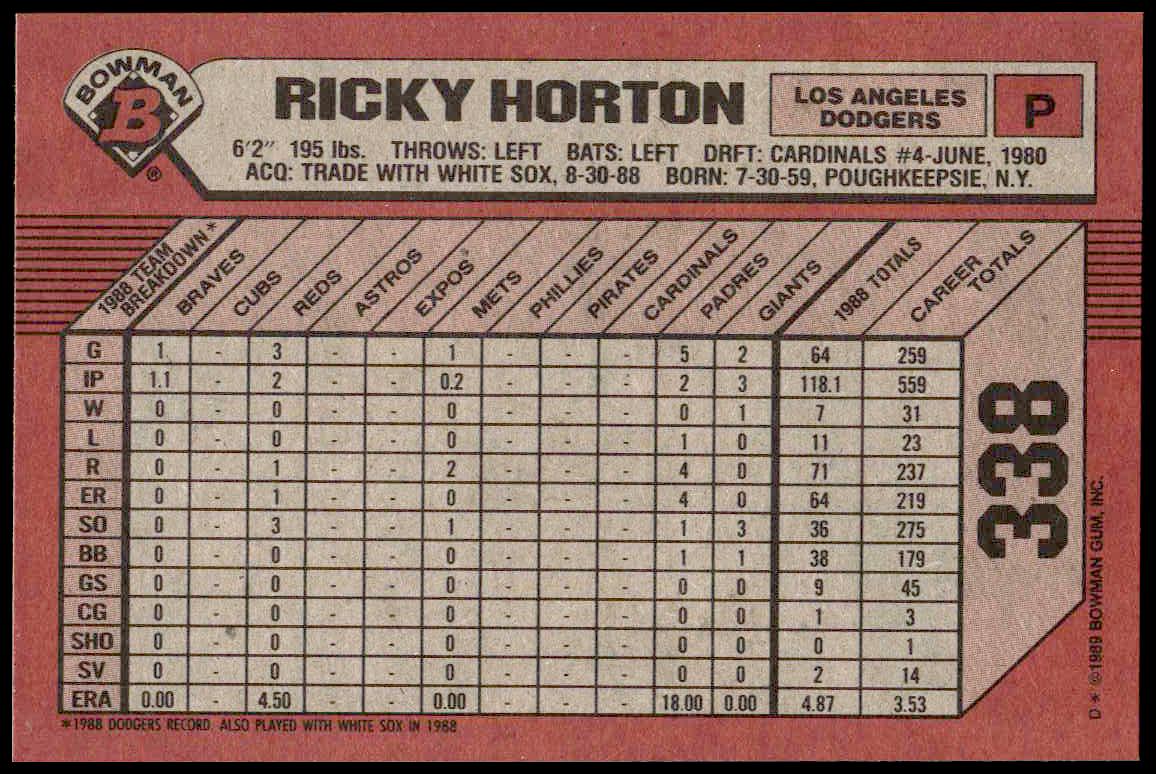 BOWMAN
B
®
RICKY HORTON
LOS ANGELES
DODGERS
P
6'2" 195 lbs. THROWS: LEFT BATS: LEFT DRFT: CARDINALS #4-JUNE, 1980
ACQ: TRADE WITH WHITE SOX, 8-30-88 BORN: 7-30-59, POUGHKEEPSIE, N.Y.
1988 TEAM BREAKDOWN* BRAVES CUBS REDS ASTROS EXPOS METS PHILLIES PIRATES CARDINALS PADRES GIANTS 1988 TOTALS CAREER TOTALS
G 1 - 3 - - 1 - - - 5 2 64 259
IP 1.1 - 2 - - 0.2 - - - 2 3 118.1 559
W 0 - 0 - - 0 - - - 0 1 7 31
L 0 - 0 - - 0 - - - 1 0 11 23
R 0 - 1 - - 2 - - - 4 0 71 237
ER 0 - 1 - - 0 - - - 4 0 64 219
SO 0 - 3 - - 1 - - - 1 3 36 275
BB 0 - 0 - - 0 - - - 1 1 38 179
GS 0 - 0 - - 0 - - - 0 0 9 45
CG 0 - 0 - - 0 - - - 0 0 1 3
SHO 0 - 0 - - 0 - - - 0 0 0 1
SV 0 - 0 - - 0 - - - 0 0 2 14
ERA 0.00 - 4.50 - - 0.00 - - - 18.00 0.00 4.87 3.53
338
*1988 DODGERS RECORD. ALSO PLAYED WITH WHITE SOX IN 1988
D* ©1989 BOWMAN GUM, INC.